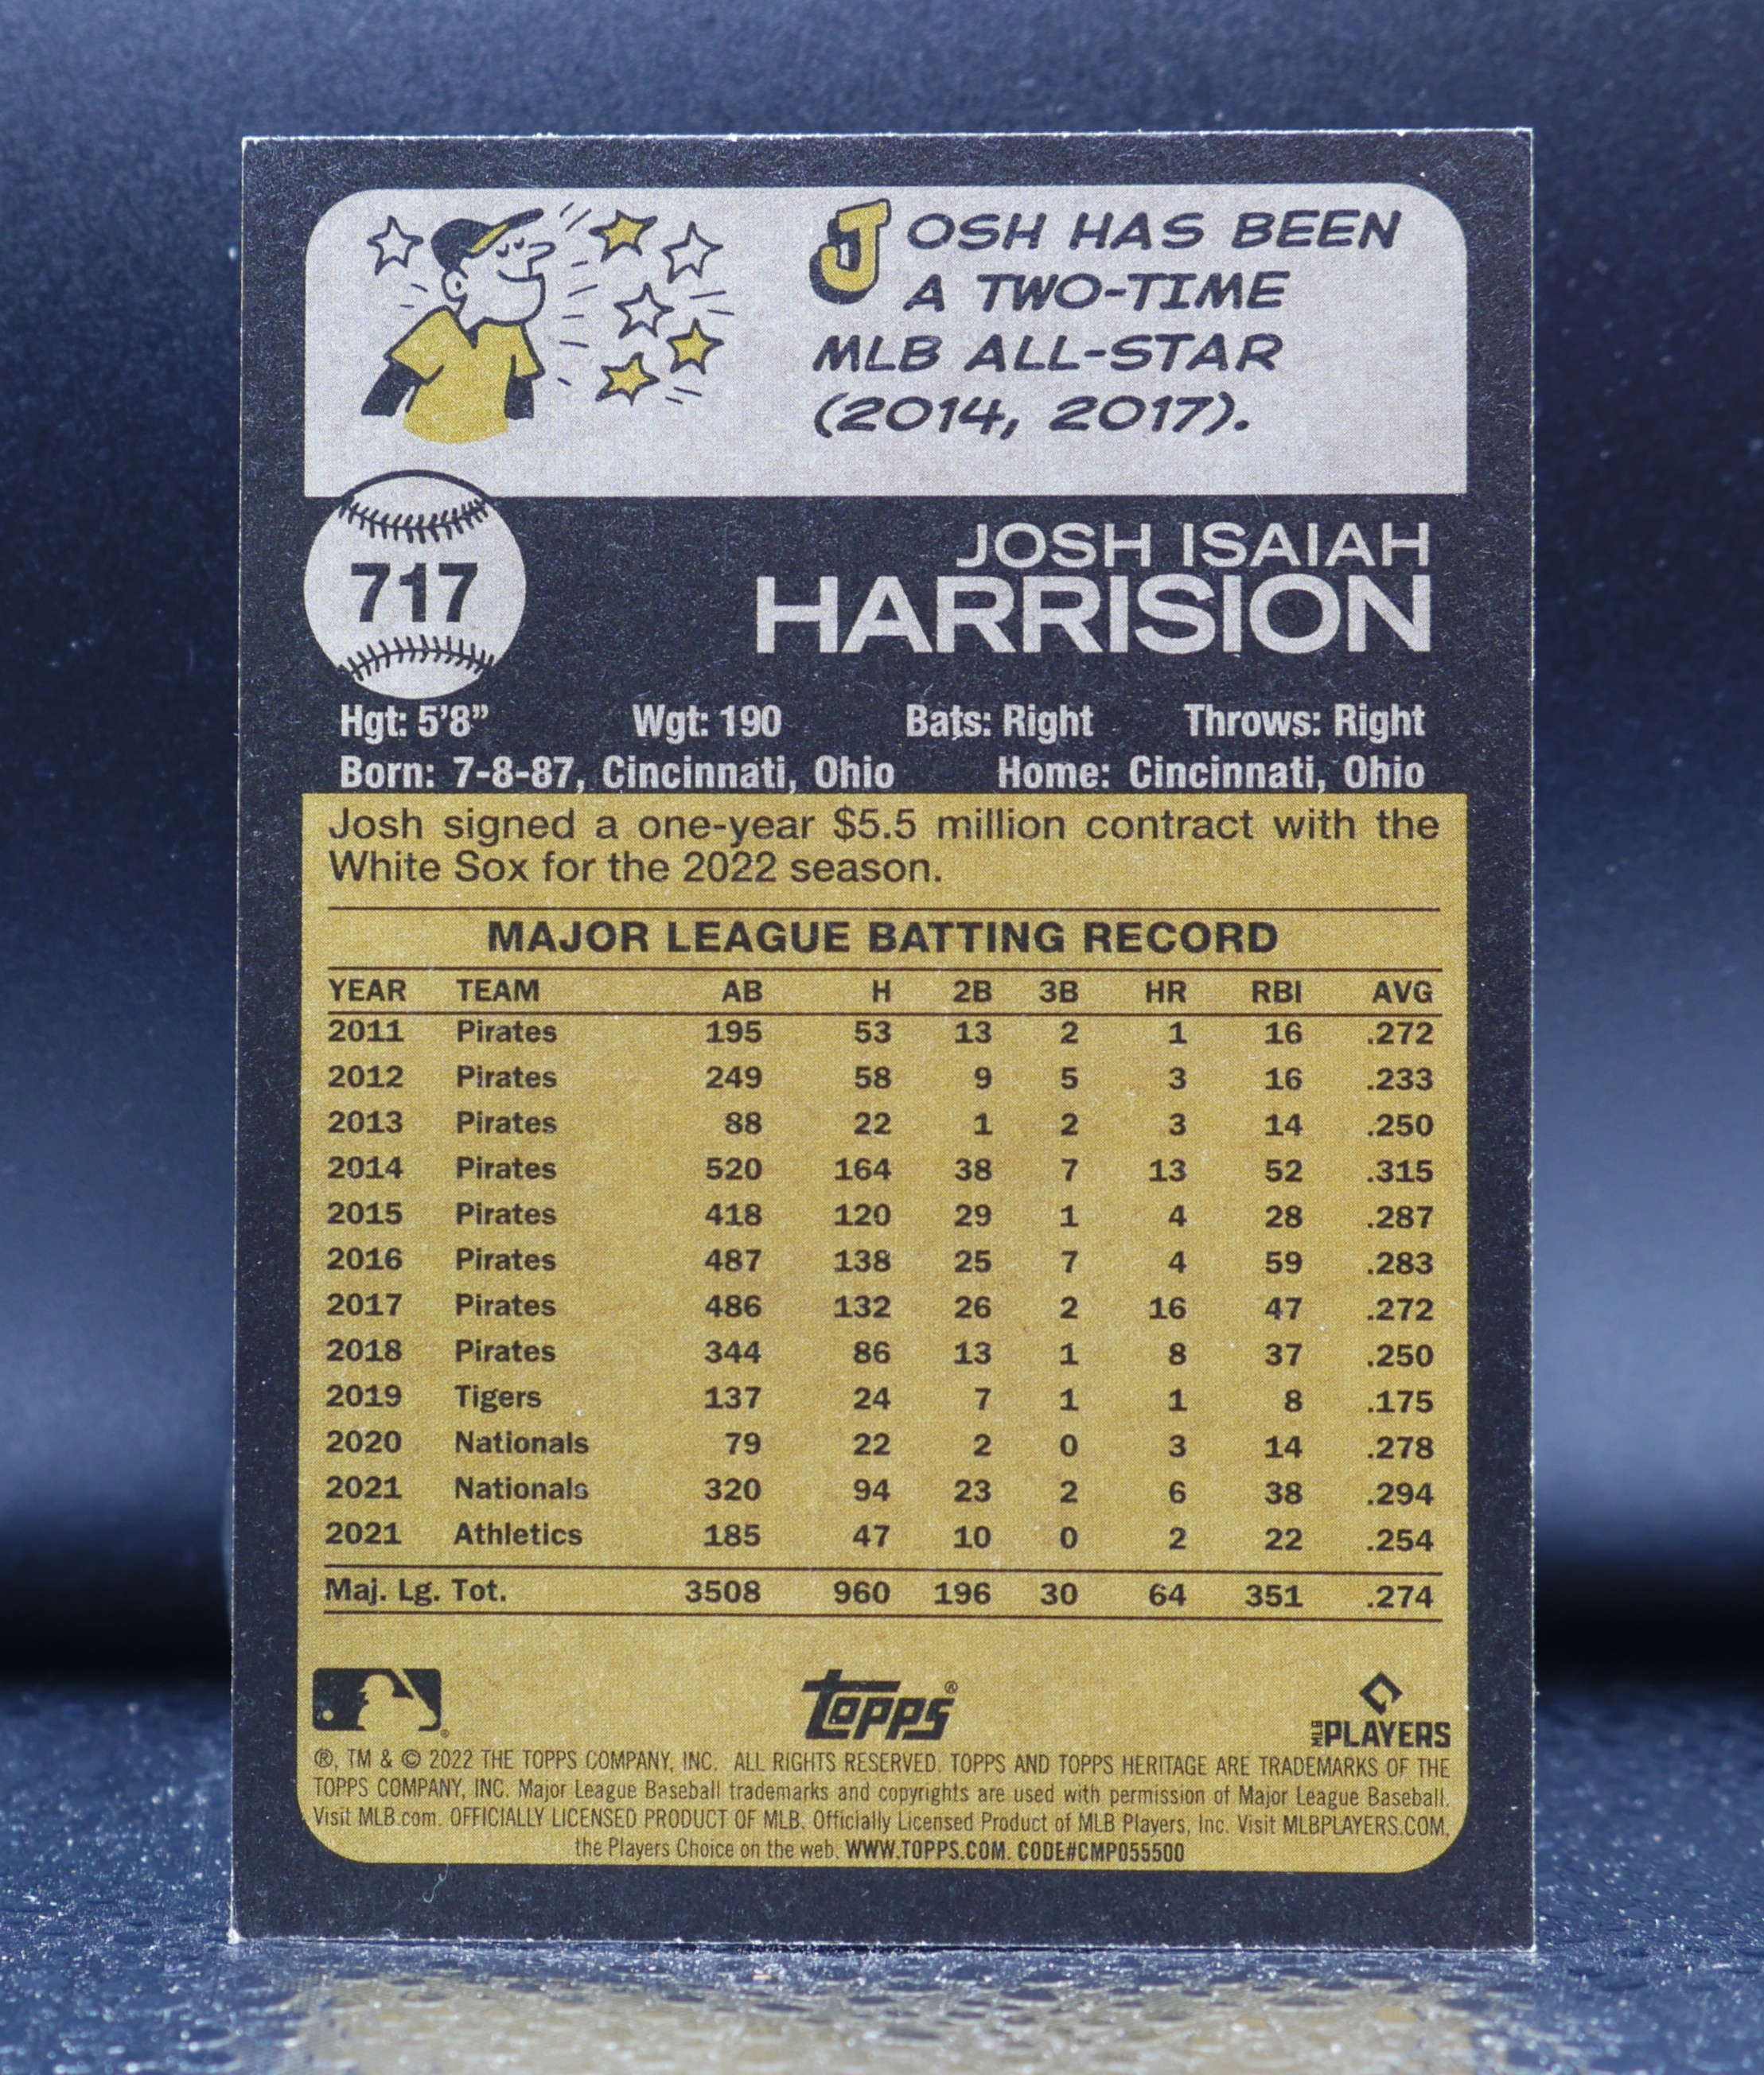 JOSH HAS BEEN
A TWO-TIME
MLB ALL-STAR
(2014, 2017).
717
JOSH ISAIAH
HARRISION
Hgt: 5'8” Wgt: 190 Bats: Right Throws: Right
Born: 7-8-87, Cincinnati, Ohio Home: Cincinnati, Ohio
Josh signed a one-year $5.5 million contract with the
White Sox for the 2022 season.
MAJOR LEAGUE BATTING RECORD
YEAR TEAM AB H 2B 3B HR RBI AVG
2011 Pirates 195 53 13 2 1 16 .272
2012 Pirates 249 58 9 5 3 16 .233
2013 Pirates 88 22 1 2 3 14 .250
2014 Pirates 520 164 38 7 13 52 .315
2015 Pirates 418 120 29 1 4 28 .287
2016 Pirates 487 138 25 7 4 59 .283
2017 Pirates 486 132 26 2 16 47 .272
2018 Pirates 344 86 13 1 8 37 .250
2019 Tigers 137 24 7 1 1 8 .175
2020 Nationals 79 22 2 0 3 14 .278
2021 Nationals 320 94 23 2 6 38 .294
2021 Athletics 185 47 10 0 2 22 .254
Maj. Lg. Tot. 3508 960 196 30 64 351 .274
® topps® MLB PLAYERS
®, TM & © 2022 THE TOPPS COMPANY, INC. ALL RIGHTS RESERVED. TOPPS AND TOPPS HERITAGE ARE TRADEMARKS OF THE
TOPPS COMPANY, INC. Major League Baseball trademarks and copyrights are used with permission of Major League Baseball.
Visit MLB.com. OFFICIALLY LICENSED PRODUCT OF MLB. Officially Licensed Product of MLB Players, Inc. Visit MLBPLAYERS.COM,
the Players Choice on the web. WWW.TOPPS.COM. CODE#CMP055500